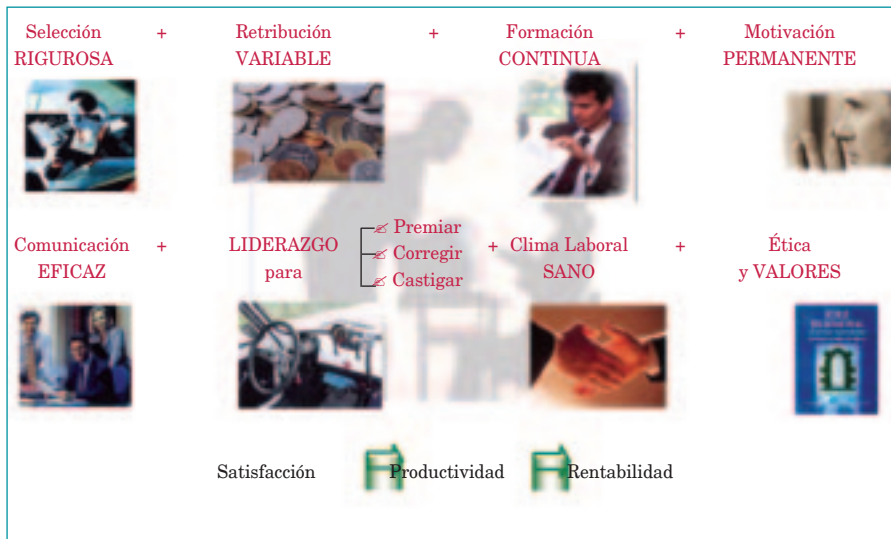 Selección + Retribución + Formación + Motivación
RIGUROSA VARIABLE CONTINUA PERMANENTE
Premiar
Comunicación + LIDERAZGO Corregir + Clima Laboral + Ética
EFICAZ para Castigar SANO y VALORES
Satisfacción Productividad Rentabilidad